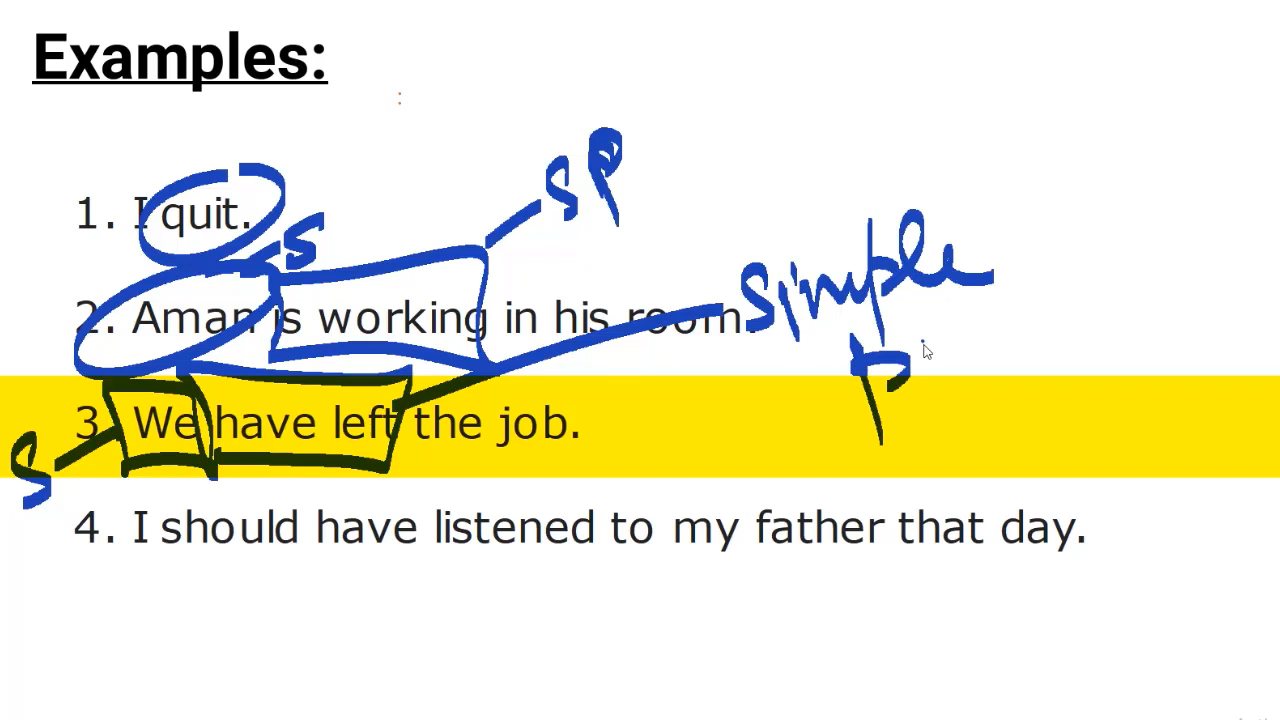 Examples:
S P
1. I quit.
S
simple
2. Aman is working in his room.
P
3. We have left the job.
S
4. I should have listened to my father that day.